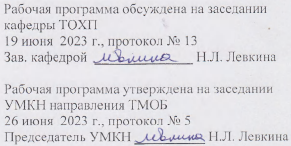 Рабочая программа обсуждена на заседании
кафедры ТОХП
19 июня 2023 г., протокол № 13
Зав. кафедрой Н.Л. Левкина
Рабочая программа утверждена на заседании
УМКН направления ТМОБ
26 июня 2023 г., протокол № 5
Председатель УМКН Н.Л. Левкина